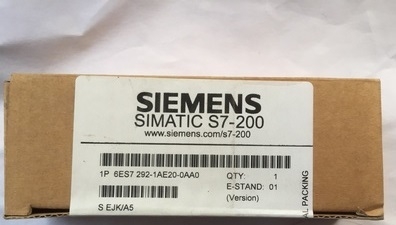 SIEMENS
SIMATIC S7-200
www.siemens.com/s7-200
1P 6ES7 292-1AE20-0AA0 QTY: 1
E-STAND: 01
(Version)
S EJK/A5
AL PACKING